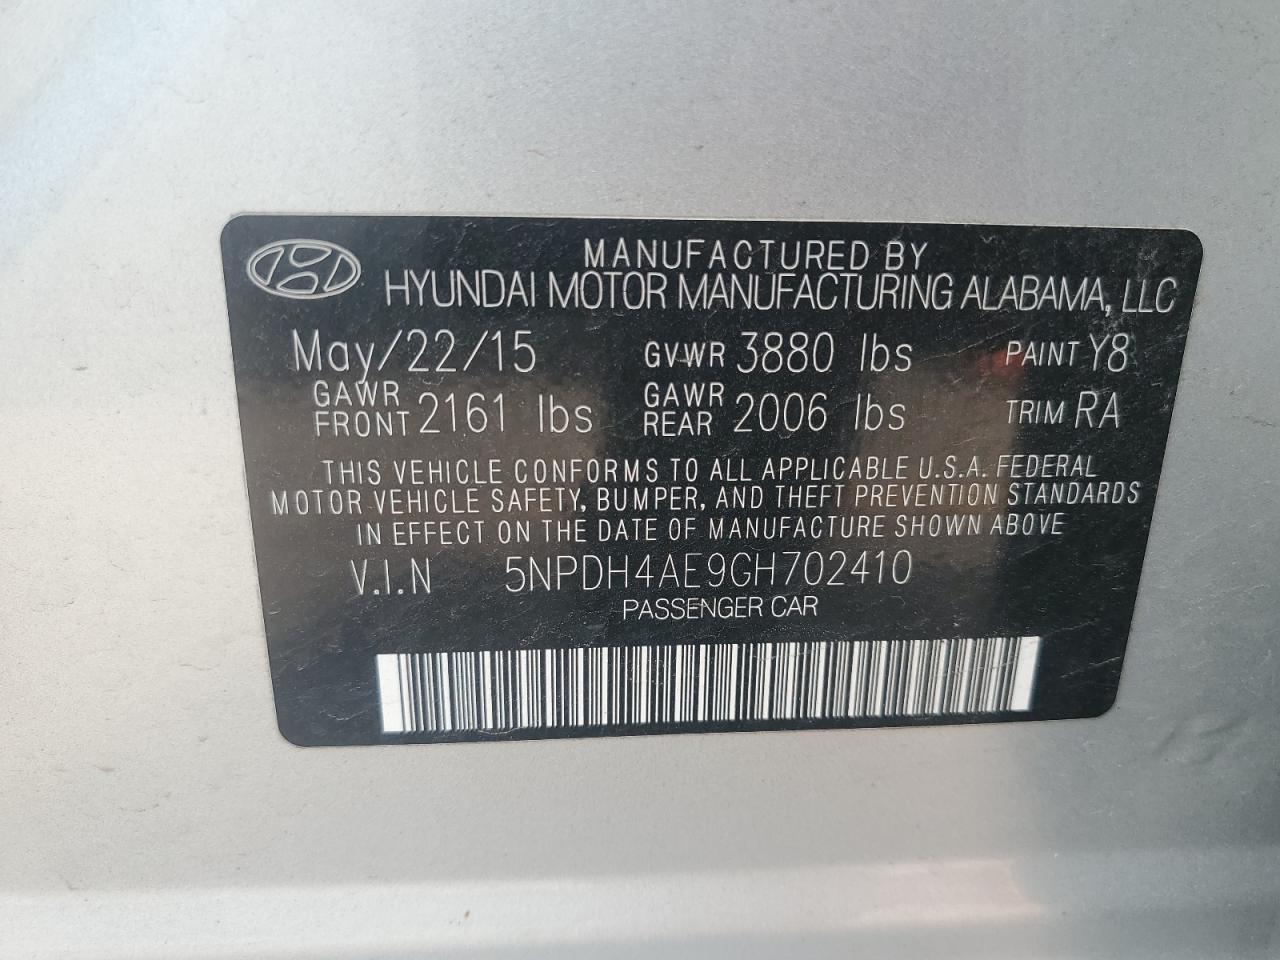 MANUFACTURED BY
HYUNDAI MOTOR MANUFACTURING ALABAMA, LLC
May/22/15 GVWR 3880 lbs PAINT Y8
GAWR FRONT 2161 lbs GAWR REAR 2006 lbs TRIM RA
THIS VEHICLE CONFORMS TO ALL APPLICABLE U.S.A. FEDERAL
MOTOR VEHICLE SAFETY, BUMPER, AND THEFT PREVENTION STANDARDS
IN EFFECT ON THE DATE OF MANUFACTURE SHOWN ABOVE
V.I.N 5NPDH4AE9GH702410
PASSENGER CAR